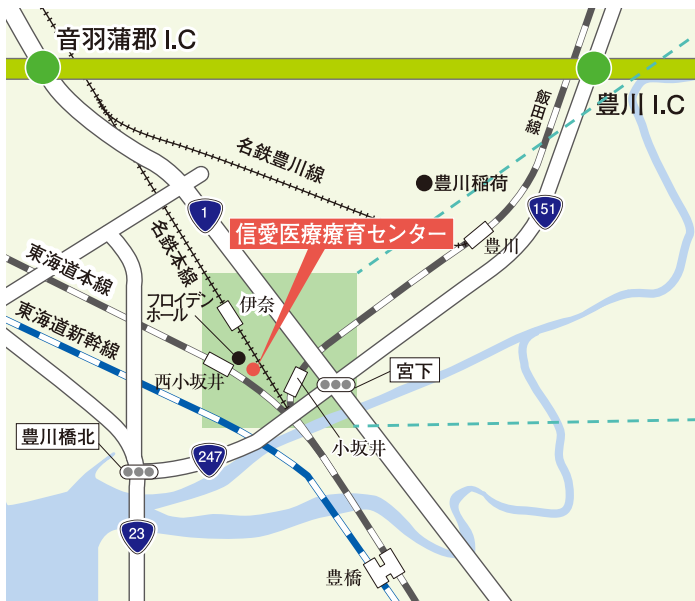 音羽蒲郡 I.C
豊川 I.C
飯田線
名鉄豊川線
豊川稲荷
1
151
信愛医療療育センター
名鉄本線
豊川
東海道本線
フロイデン
ホール
伊奈
東海道新幹線
西小坂井
宮下
小坂井
豊川橋北
247
23
豊橋